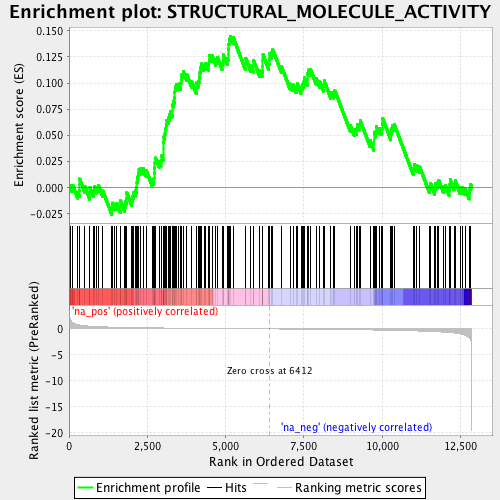 Enrichment plot: STRUCTURAL_MOLECULE_ACTIVITY
Enrichment score (ES)
0.150
0.125
0.100
0.075
0.050
0.025
0.000
-0.025
'na_pos' (positively correlated)
Ranked list metric (PreRanked)
0
-5
-10
-15
-20
Zero cross at 6412
'na_neg' (negatively correlated)
0
2,500
5,000
7,500
10,000
12,500
Rank in Ordered Dataset
Enrichment profile
Hits
Ranking metric scores